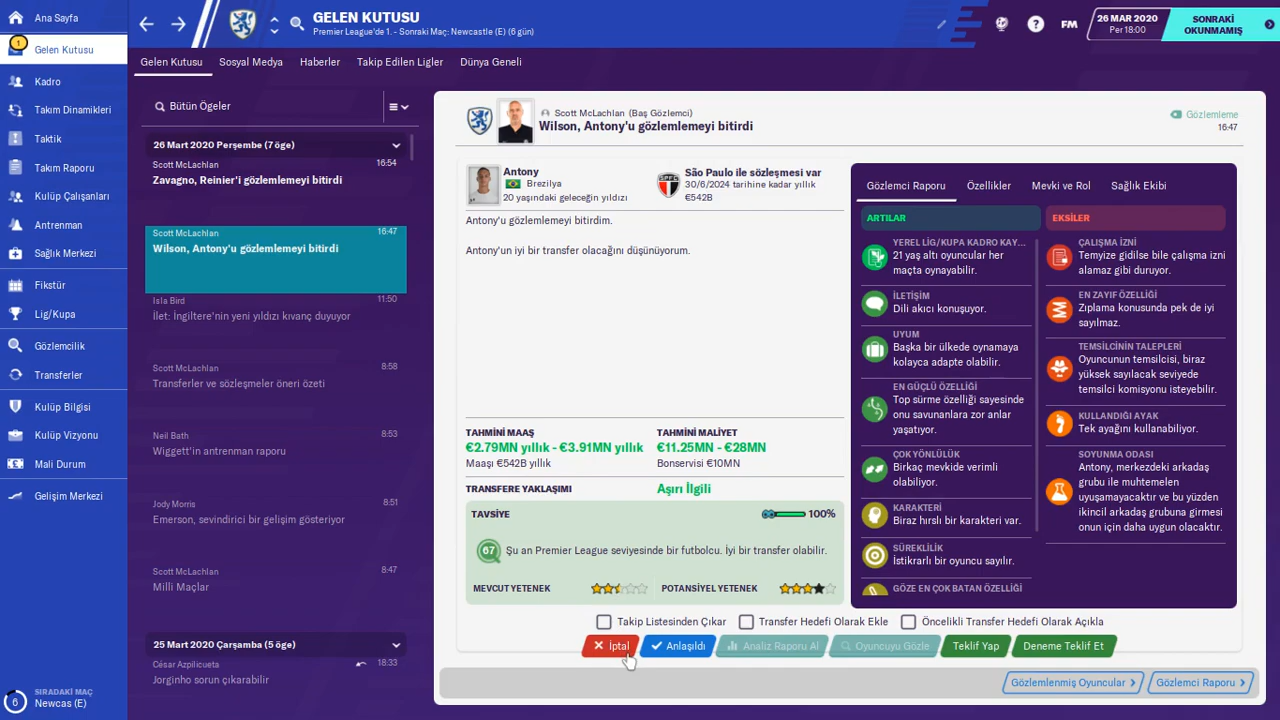 Ana Sayfa
GELEN KUTUSU
Premier League'de 1. - Sonraki Maç: Newcastle (E) (6 gün)
FM
26 MAR 2020
Per 18:00
SONRAKİ
OKUNMAMIŞ
1
Gelen Kutusu
Kadro
Takım Dinamikleri
Taktik
Takım Raporu
Kulüp Çalışanları
Antrenman
Sağlık Merkezi
Fikstür
Lig/Kupa
Gözlemcilik
Transferler
Kulüp Bilgisi
Kulüp Vizyonu
Mali Durum
Gelişim Merkezi
6
SIRADAKİ MAÇ
Newcas (E)
Gelen Kutusu
Sosyal Medya
Haberler
Takip Edilen Ligler
Dünya Geneli
Bütün Ögeler
26 Mart 2020 Perşembe (7 öge)
Scott McLachlan 16:54
Zavagno, Reinier'i gözlemlemeyi bitirdi
Scott McLachlan 16:47
Wilson, Antony'u gözlemlemeyi bitirdi
Isla Bird 11:50
İlet: İngiltere'nin yeni yıldızı kıvanç duyuyor
Scott McLachlan 8:58
Transferler ve sözleşmeler öneri özeti
Neil Bath 8:53
Wiggett'in antrenman raporu
Jody Morris 8:51
Emerson, sevindirici bir gelişim gösteriyor
Scott McLachlan 8:47
Milli Maçlar
25 Mart 2020 Çarşamba (5 öge)
César Azpilicueta 18:33
Jorginho sorun çıkarabilir
Scott McLachlan (Baş Gözlemci)
Wilson, Antony'u gözlemlemeyi bitirdi
Gözlemleme
16:47
Antony
Brezilya
20 yaşındaki geleceğin yıldızı
São Paulo ile sözleşmesi var
30/6/2024 tarihine kadar yıllık
€542B
Antony'u gözlemlemeyi bitirdim.
Antony'un iyi bir transfer olacağını düşünüyorum.
TAHMİNİ MAAŞ
€2.79MN yıllık - €3.91MN yıllık
Maaşı €542B yıllık
TAHMİNİ MALİYET
€11.25MN - €28MN
Bonservisi €10MN
TRANSFERE YAKLAŞIMI
Aşırı İlgili
TAVSİYE
100%
67
Şu an Premier League seviyesinde bir futbolcu. İyi bir transfer olabilir.
MEVCUT YETENEK
POTANSİYEL YETENEK
Gözlemci Raporu
Özellikler
Mevki ve Rol
Sağlık Ekibi
ARTILAR
YEREL LİG/KUPA KADRO KAY...
21 yaş altı oyuncular her
maçta oynayabilir.
İLETİŞİM
Dili akıcı konuşuyor.
UYUM
Başka bir ülkede oynamaya
kolayca adapte olabilir.
EN GÜÇLÜ ÖZELLİĞİ
Top sürme özelliği sayesinde
onu savunanlara zor anlar
yaşatıyor.
ÇOK YÖNLÜLÜK
Birkaç mevkide verimli
olabiliyor.
KARAKTERİ
Biraz hırslı bir karakteri var.
SÜREKLİLİK
İstikrarlı bir oyuncu sayılır.
GÖZE EN ÇOK BATAN ÖZELLİĞİ
EKSİLER
ÇALIŞMA İZNİ
Temyize gidilse bile çalışma izni
alamaz gibi duruyor.
EN ZAYIF ÖZELLİĞİ
Zıplama konusunda pek de iyi
sayılmaz.
TEMSİLCİNİN TALEPLERİ
Oyuncunun temsilcisi, biraz
yüksek sayılacak seviyede
temsilci komisyonu isteyebilir.
KULLANDIĞI AYAK
Tek ayağını kullanabiliyor.
SOYUNMA ODASI
Antony, merkezdeki arkadaş
grubu ile muhtemelen
uyuşamayacaktır ve bu yüzden
ikincil arkadaş grubuna girmesi
onun için daha uygun olacaktır.
Takip Listesinden Çıkar
Transfer Hedefi Olarak Ekle
Öncelikli Transfer Hedefi Olarak Açıkla
İptal
Anlaşıldı
Analiz Raporu Al
Oyuncuyu Gözle
Teklif Yap
Deneme Teklif Et
Gözlemlenmiş Oyuncular
Gözlemci Raporu